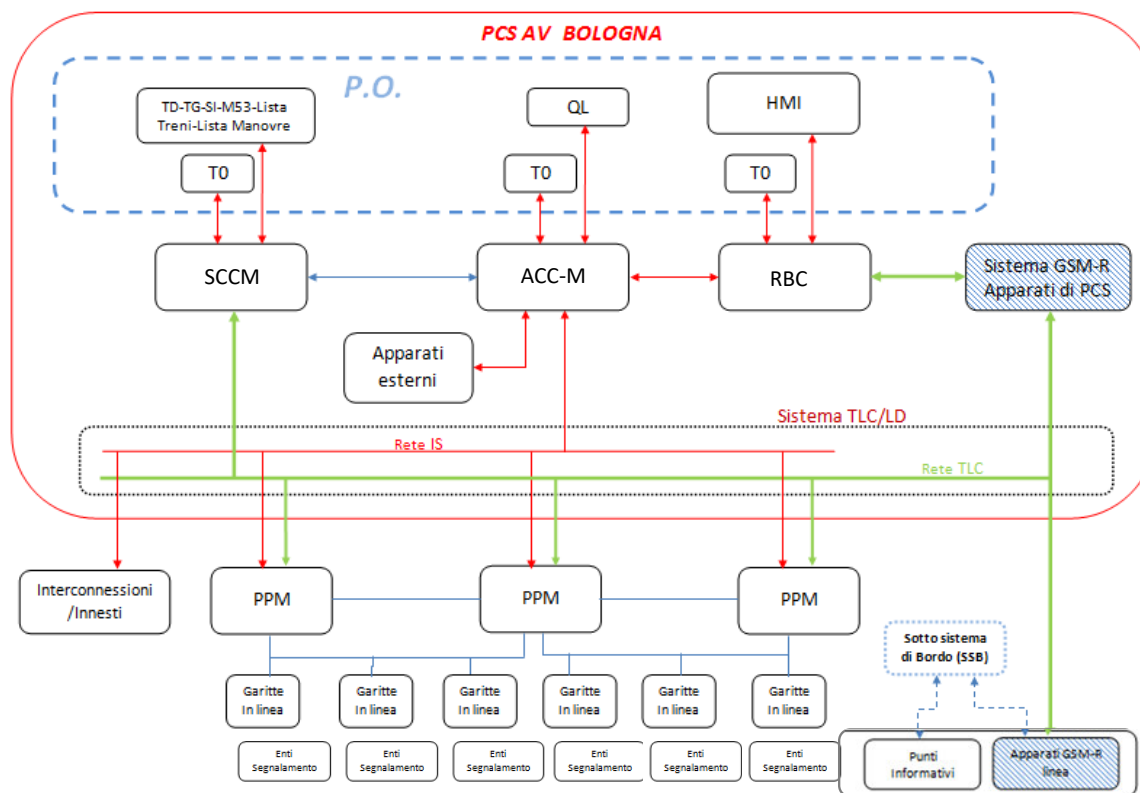 PCS AV BOLOGNA
P.O.
TD-TG-SI-M53-Lista
Treni-Lista Manovre
QL
HMI
T0
T0
T0
SCCM
ACC-M
RBC
Sistema GSM-R
Apparati di PCS
Apparati
esterni
Sistema TLC/LD
Rete IS
Rete TLC
Interconnessioni
/Innesti
PPM
PPM
PPM
Sotto sistema
di Bordo (SSB)
Garitte
In linea
Garitte
In linea
Garitte
In linea
Garitte
In linea
Garitte
In linea
Garitte
In linea
Enti
Segnalamento
Enti
Segnalamento
Enti
Segnalamento
Enti
Segnalamento
Enti
Segnalamento
Enti
Segnalamento
Punti
Informativi
Apparati GSM-R
linea